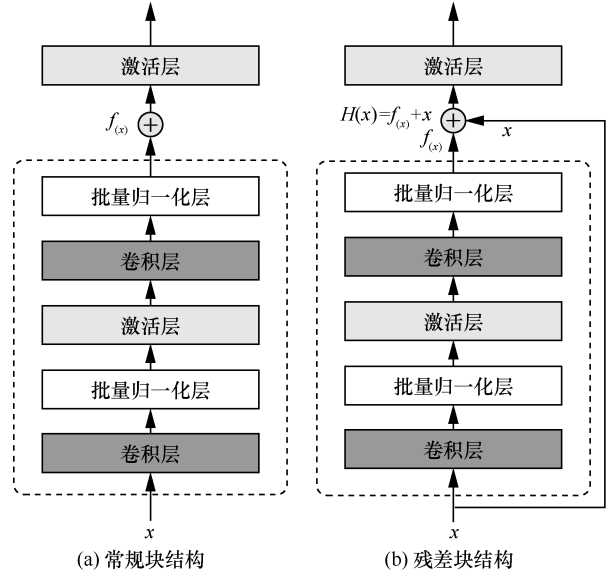 激活层
f(x)
+
批量归一化层
卷积层
激活层
批量归一化层
卷积层
x
(a) 常规块结构
激活层
H(x)=f(x)+x
+
x
f(x)
批量归一化层
卷积层
激活层
批量归一化层
卷积层
x
(b) 残差块结构